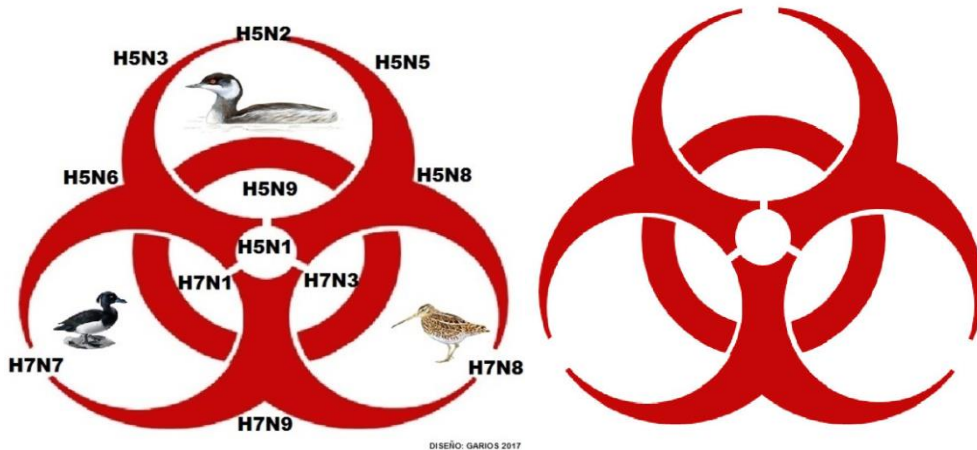 H5N2
H5N3
H5N5
H5N6
H5N8
H5N9
H5N1
H7N1
H7N3
H7N7
H7N8
H7N9
DISEÑO: GARIOS 2017